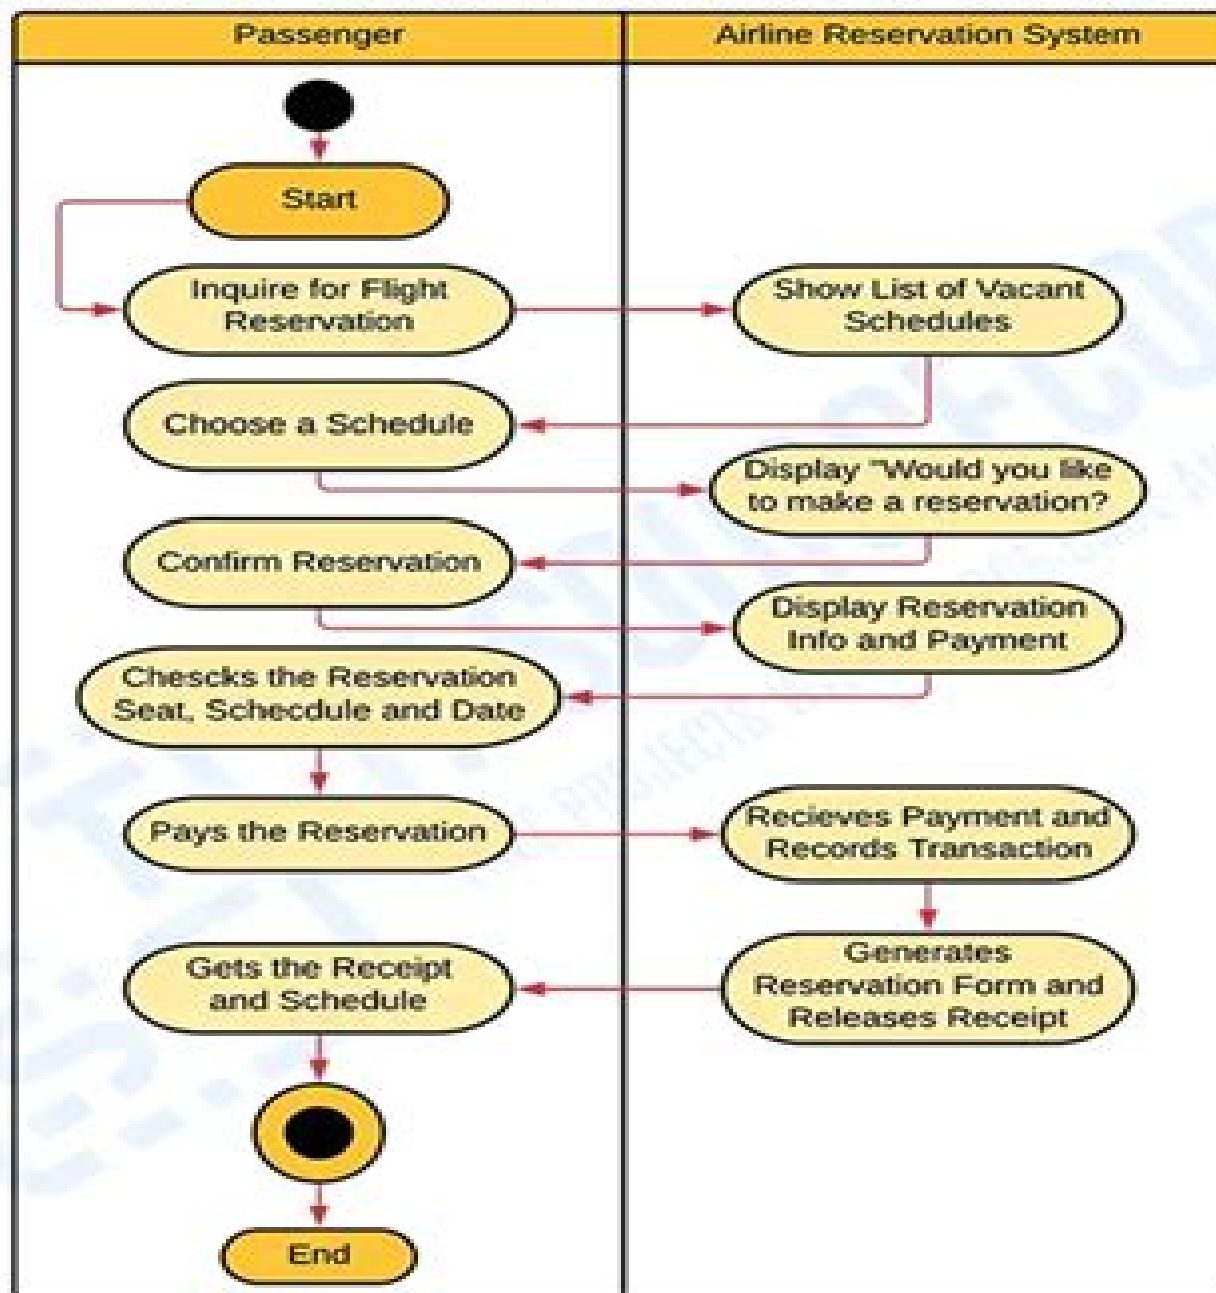 Passenger
Airline Reservation System
Start
Inquire for Flight
Reservation
Show List of Vacant
Schedules
Choose a Schedule
Display "Would you like
to make a reservation?
Confirm Reservation
Display Reservation
Info and Payment
Chescks the Reservation
Seat, Schecdule and Date
Pays the Reservation
Recieves Payment and
Records Transaction
Generates
Reservation Form and
Releases Receipt
Gets the Receipt
and Schedule
End
PROJECTS